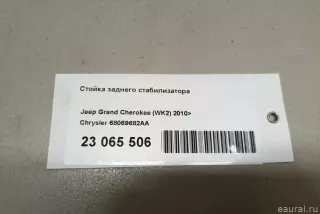 Стойка заднего стабилизатора
Jeep Grand Cherokee (WK2) 2010>
Chrysler 68069682AA
23 065 506
eaural.ru